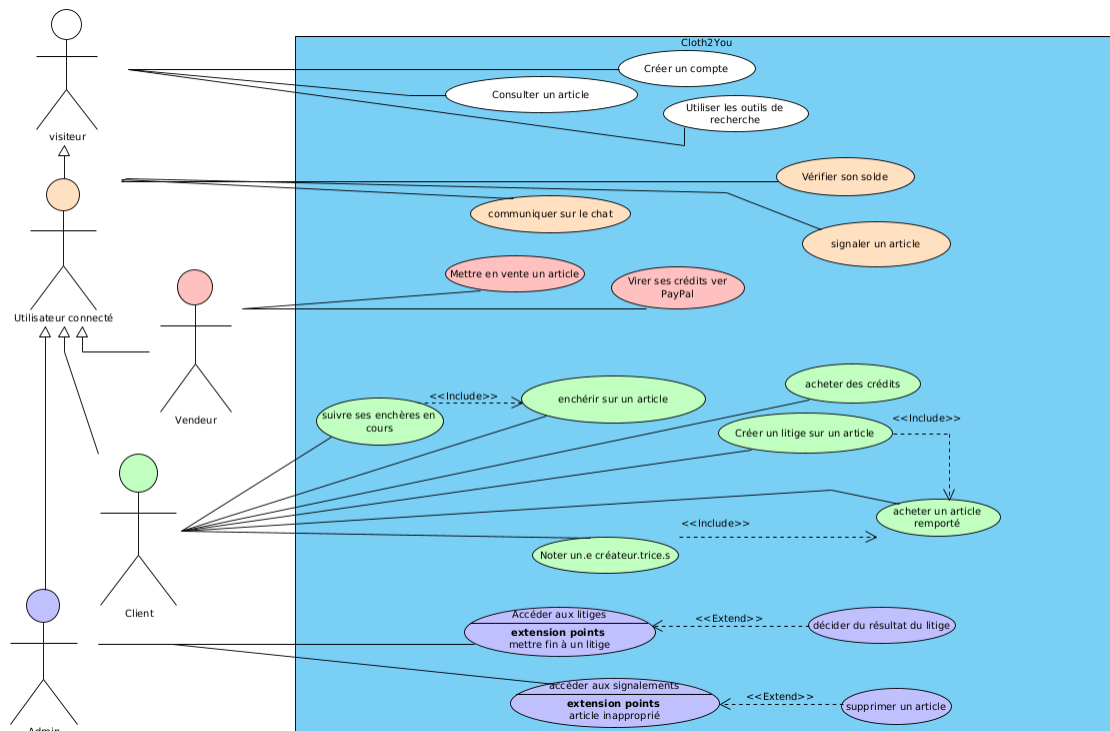 Cloth2You
Créer un compte
Consulter un article
Utiliser les outils de
recherche
visiteur
Vérifier son solde
communiquer sur le chat
signaler un article
Mettre en vente un article
Virer ses crédits ver
PayPal
Utilisateur connecté
Vendeur
<<Include>>
enchérir sur un article
acheter des crédits
suivre ses enchères en
cours
<<Include>>
Créer un litige sur un article
acheter un article
remporté
<<Include>>
Noter un.e créateur.trice.s
Client
Accéder aux litiges
extension points
mettre fin à un litige
<<Extend>>
décider du résultat du litige
accéder aux signalements
extension points
article inapproprié
<<Extend>>
supprimer un article
Admin